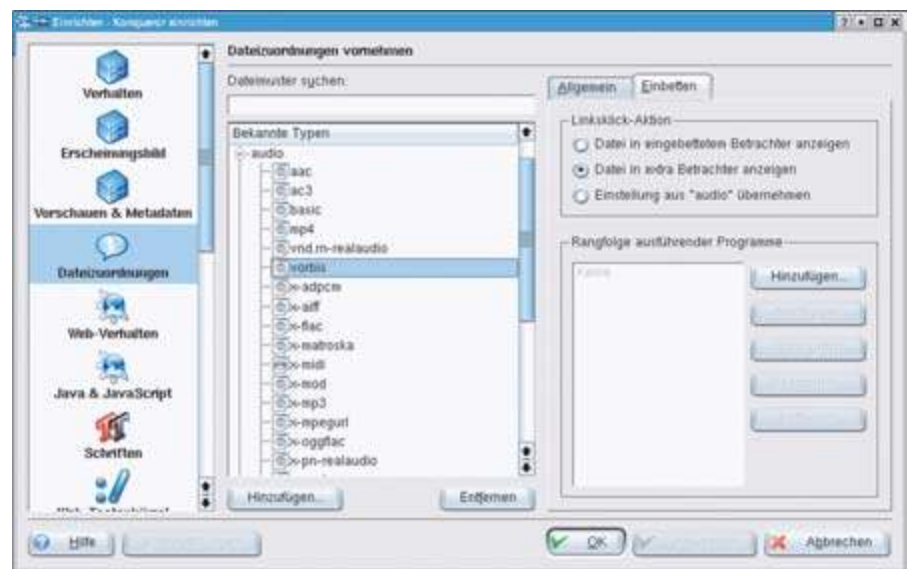 Einrichten - Konqueror einrichten
Verhalten
Erscheinungsbild
Vorschauen & Metadaten
Dateizuordnungen
Web-Verhalten
Java & JavaScript
Schriften
Dateizuordnungen vornehmen
Dateimuster suchen:
Bekannte Typen
audio
aac
ac3
basic
mp4
vnd.rn-realaudio
vorbis
x-adpcm
x-aiff
x-flac
x-matroska
x-midi
x-mod
x-mp3
x-mpegurl
x-oggflac
x-pn-realaudio
Hinzufügen...
Entfernen
Allgemein
Einbetten
Linksklick-Aktion
Datei in eingebettetem Betrachter anzeigen
Datei in extra Betrachter anzeigen
Einstellung aus "audio" übernehmen
Rangfolge ausführender Programme
Keine
Hinzufügen...
Hilfe
OK
Abbrechen